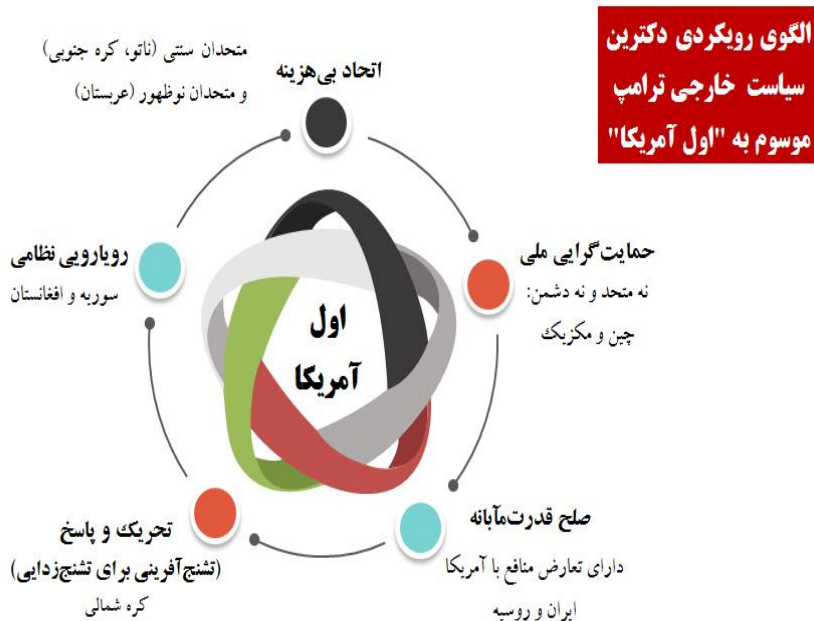 الگوی رویکردی دکترین
سیاست خارجی ترامپ
موسوم به "اول آمریکا"
اتحاد بی‌هزینه
متحدان سنتی (ناتو، کره جنوبی)
و متحدان نوظهور (عربستان)
حمایت‌گرایی ملی
نه متحد و نه دشمن:
چین و مکزیک
صلح قدرت‌مآبانه
دارای تعارض منافع با آمریکا
ایران و روسیه
تحریک و پاسخ
(تشنج‌آفرینی برای تشنج‌زدایی)
کره شمالی
رویارویی نظامی
سوریه و افغانستان
اول
آمریکا